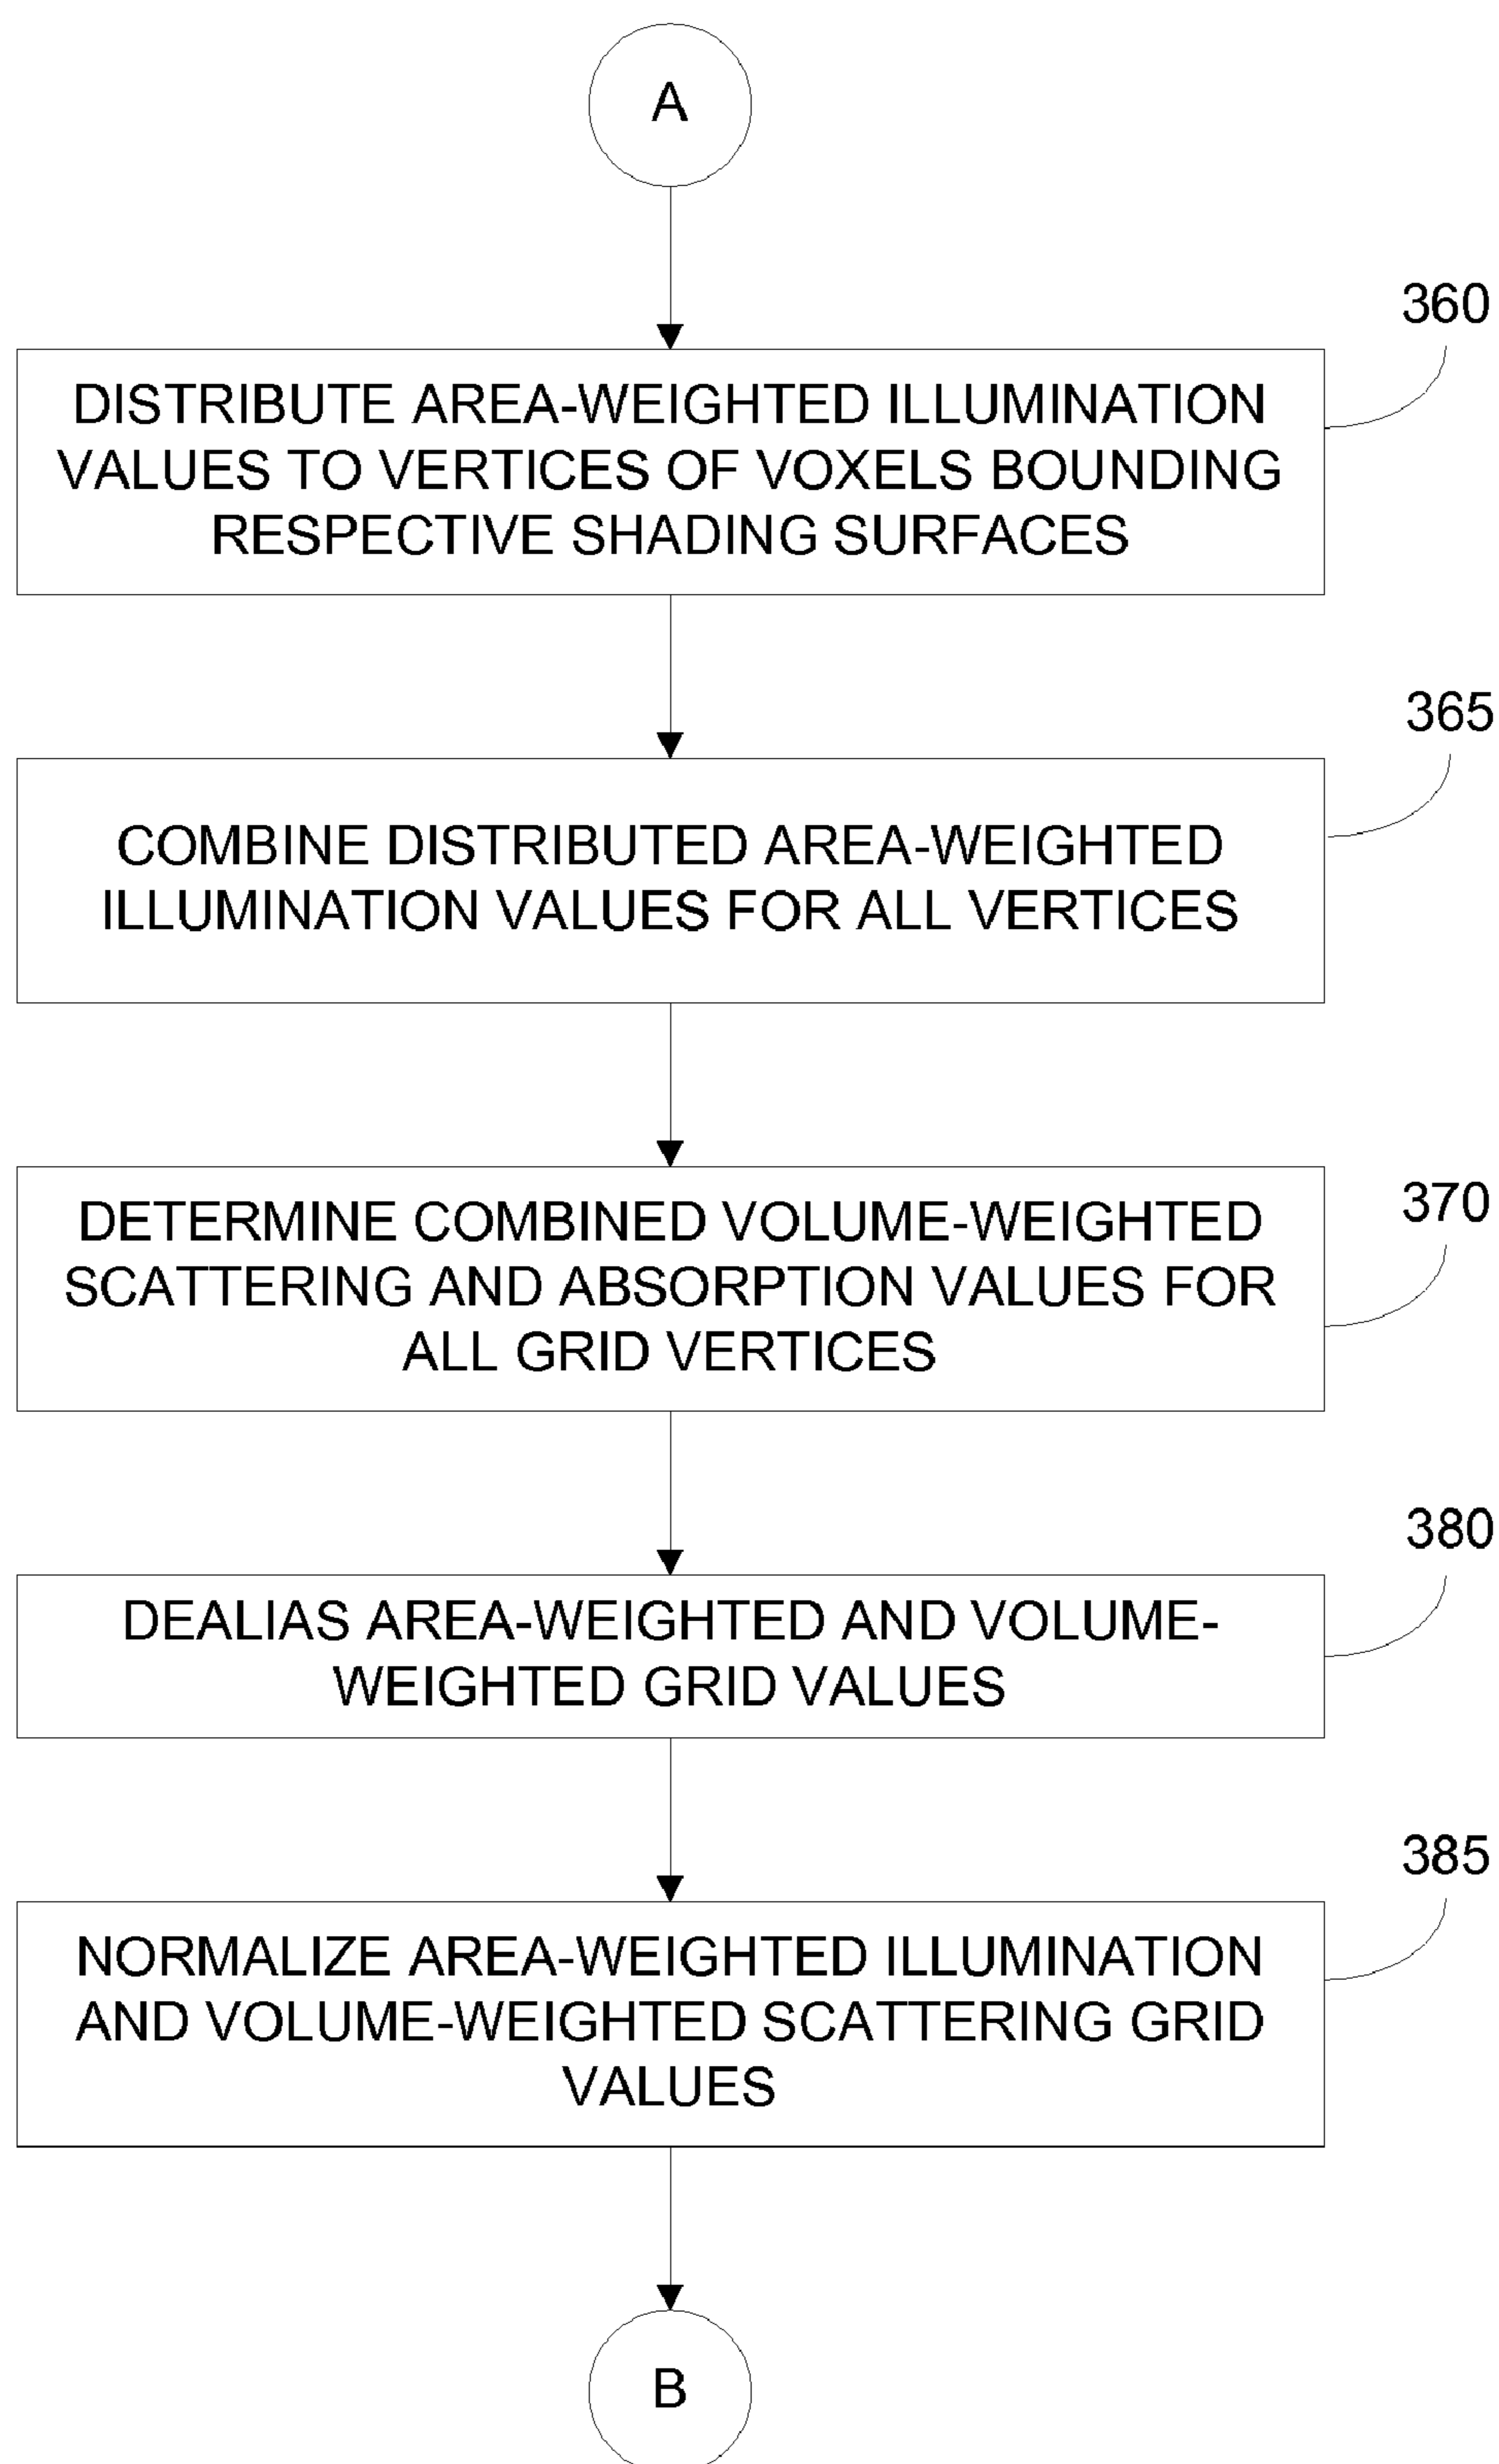 A
360
DISTRIBUTE AREA-WEIGHTED ILLUMINATION
VALUES TO VERTICES OF VOXELS BOUNDING
RESPECTIVE SHADING SURFACES
365
COMBINE DISTRIBUTED AREA-WEIGHTED
ILLUMINATION VALUES FOR ALL VERTICES
370
DETERMINE COMBINED VOLUME-WEIGHTED
SCATTERING AND ABSORPTION VALUES FOR
ALL GRID VERTICES
380
DEALIAS AREA-WEIGHTED AND VOLUME-
WEIGHTED GRID VALUES
385
NORMALIZE AREA-WEIGHTED ILLUMINATION
AND VOLUME-WEIGHTED SCATTERING GRID
VALUES
B